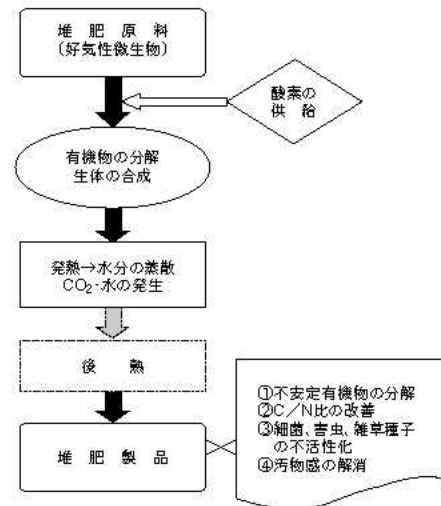 堆肥原料
(好気性微生物)
酸素の
供給
有機物の分解
生体の合成
発熱→水分の蒸散
CO₂·水の発生
後熟
堆肥製品
①不安定有機物の分解
②C/N比の改善
③細菌、害虫、雑草種子
の不活性化
④汚物感の解消